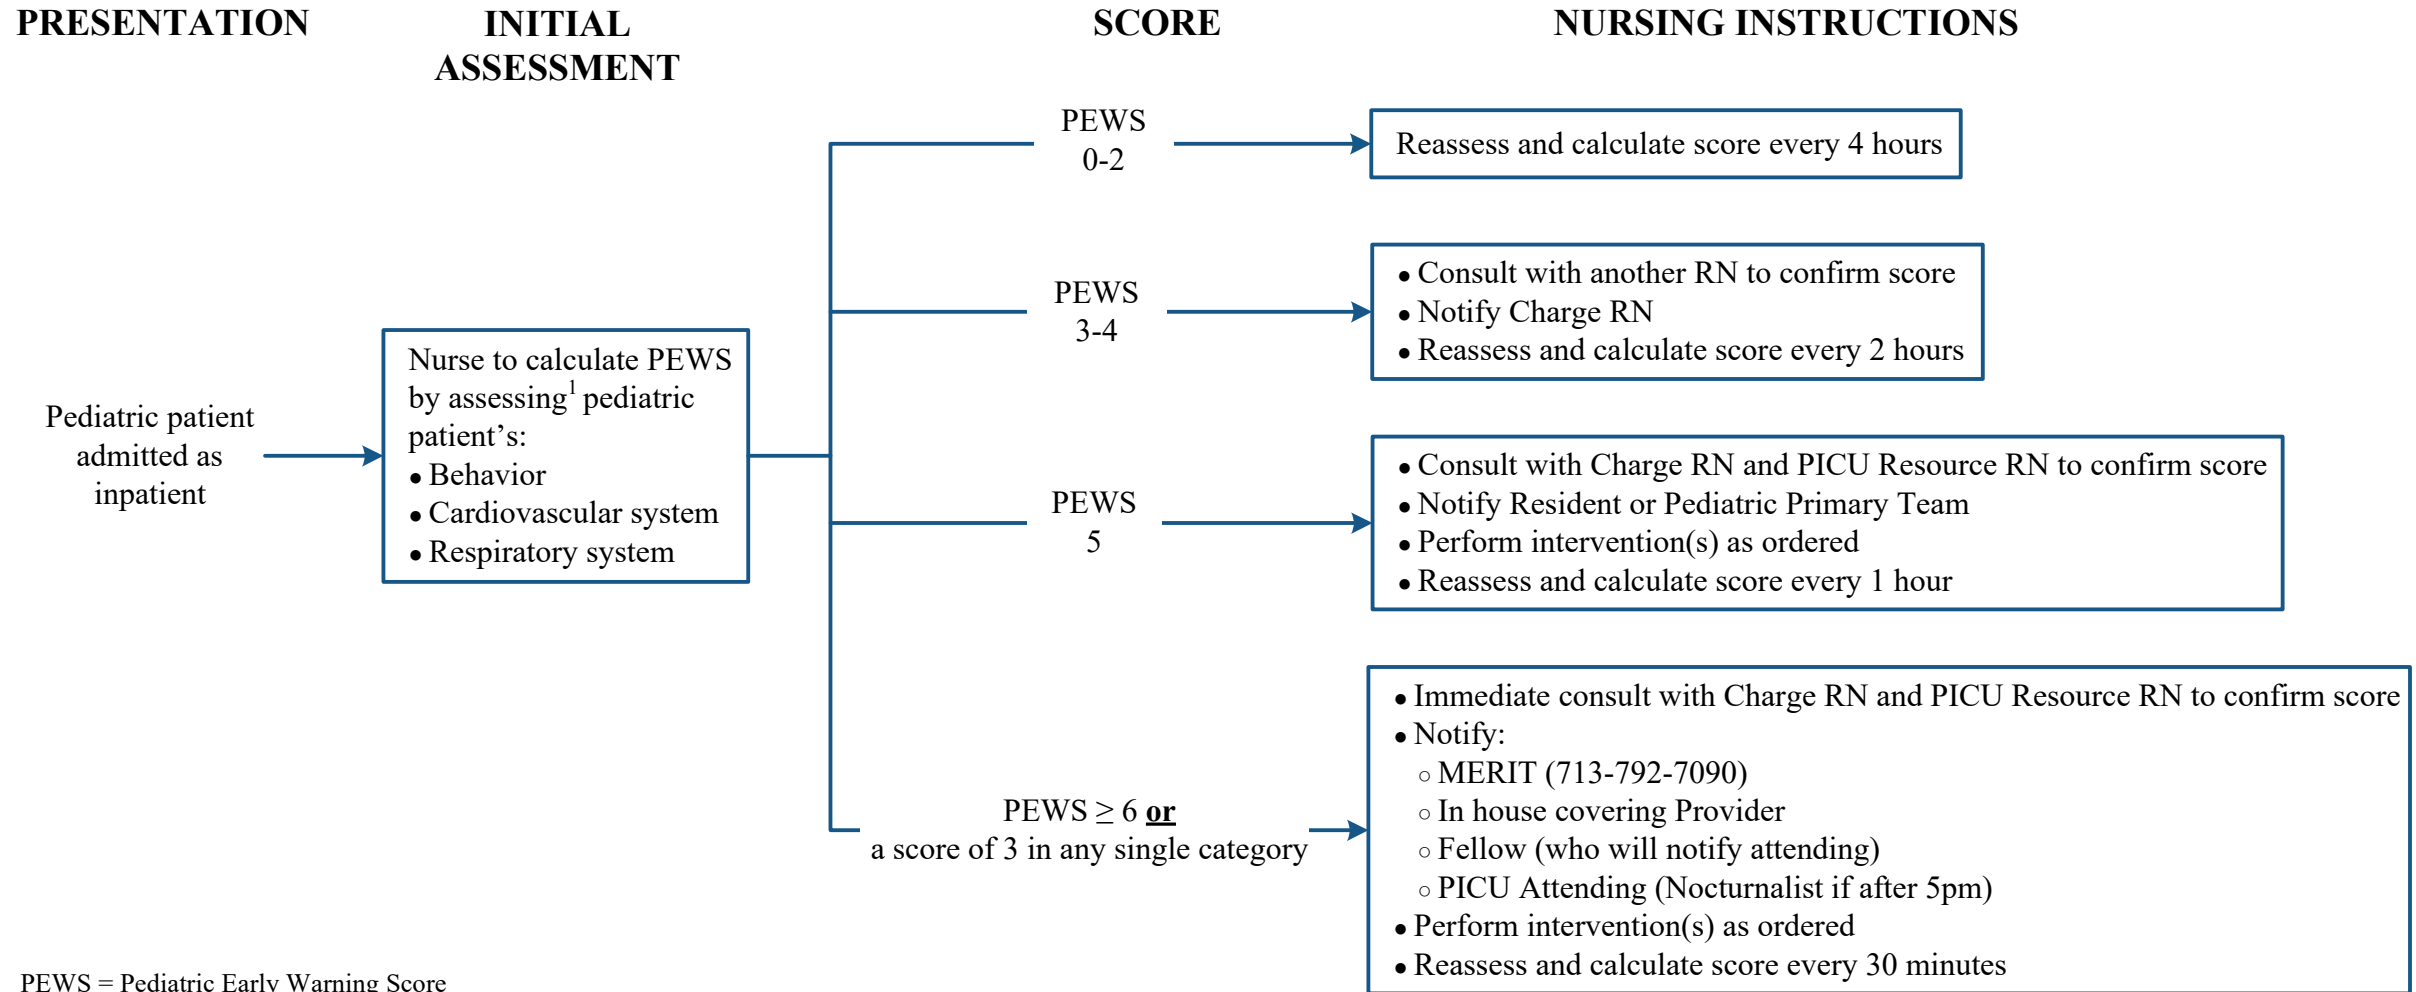 PRESENTATION
INITIAL
ASSESSMENT
SCORE
NURSING INSTRUCTIONS
Pediatric patient
admitted as
inpatient
Nurse to calculate PEWS
by assessing¹ pediatric
patient’s:
● Behavior
● Cardiovascular system
● Respiratory system
PEWS
0-2
Reassess and calculate score every 4 hours
PEWS
3-4
● Consult with another RN to confirm score
● Notify Charge RN
● Reassess and calculate score every 2 hours
PEWS
5
● Consult with Charge RN and PICU Resource RN to confirm score
● Notify Resident or Pediatric Primary Team
● Perform intervention(s) as ordered
● Reassess and calculate score every 1 hour
PEWS ≥ 6 or
a score of 3 in any single category
● Immediate consult with Charge RN and PICU Resource RN to confirm score
● Notify:
○ MERIT (713-792-7090)
○ In house covering Provider
○ Fellow (who will notify attending)
○ PICU Attending (Nocturnalist if after 5pm)
● Perform intervention(s) as ordered
● Reassess and calculate score every 30 minutes
PEWS = Pediatric Early Warning Score